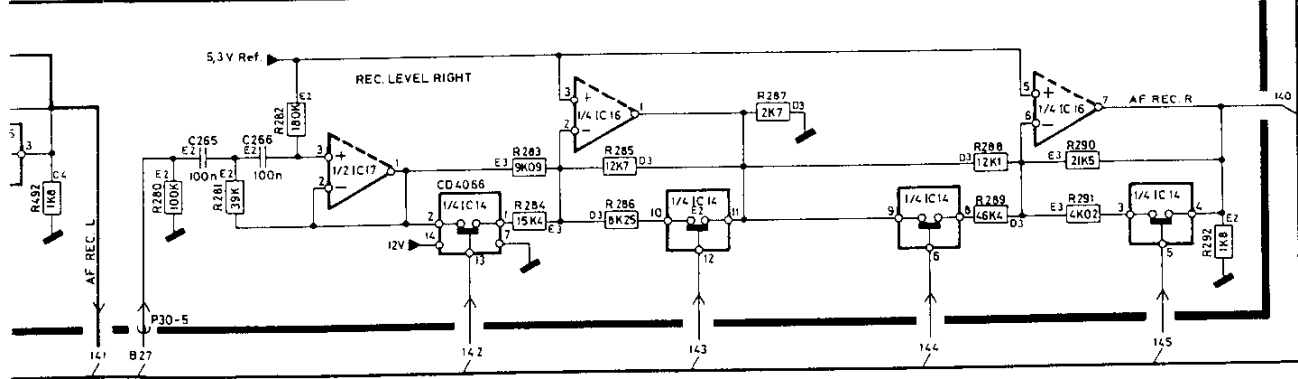 5,3V Ref.
REC. LEVEL RIGHT
R282
180K
E2
3
+
1/4 IC16
2
−
1
R287
2K7
D3
5
+
1/4 IC16
6
−
7
AF REC. R
140
3
R492
1K8
C4
AF REC. L
E2
R280
100K
C265
E2
100n
C266
E2
100n
E2
R281
39K
3
+
1/2 IC17
2
−
1
R283
E3
9K09
R285
12K7
D3
R288
D3
12K1
R290
E3
21K5
CD4066
1/4 IC14
2
1
14
7
13
12V
R284
15K4
E3
R286
D3
8K25
1/4 IC14
E2
10
11
12
1/4 IC14
9
8
6
R289
46K4
D3
R291
E3
4K02
1/4 IC14
3
4
5
E2
R292
1K8
P30-5
141
B27
142
143
144
145